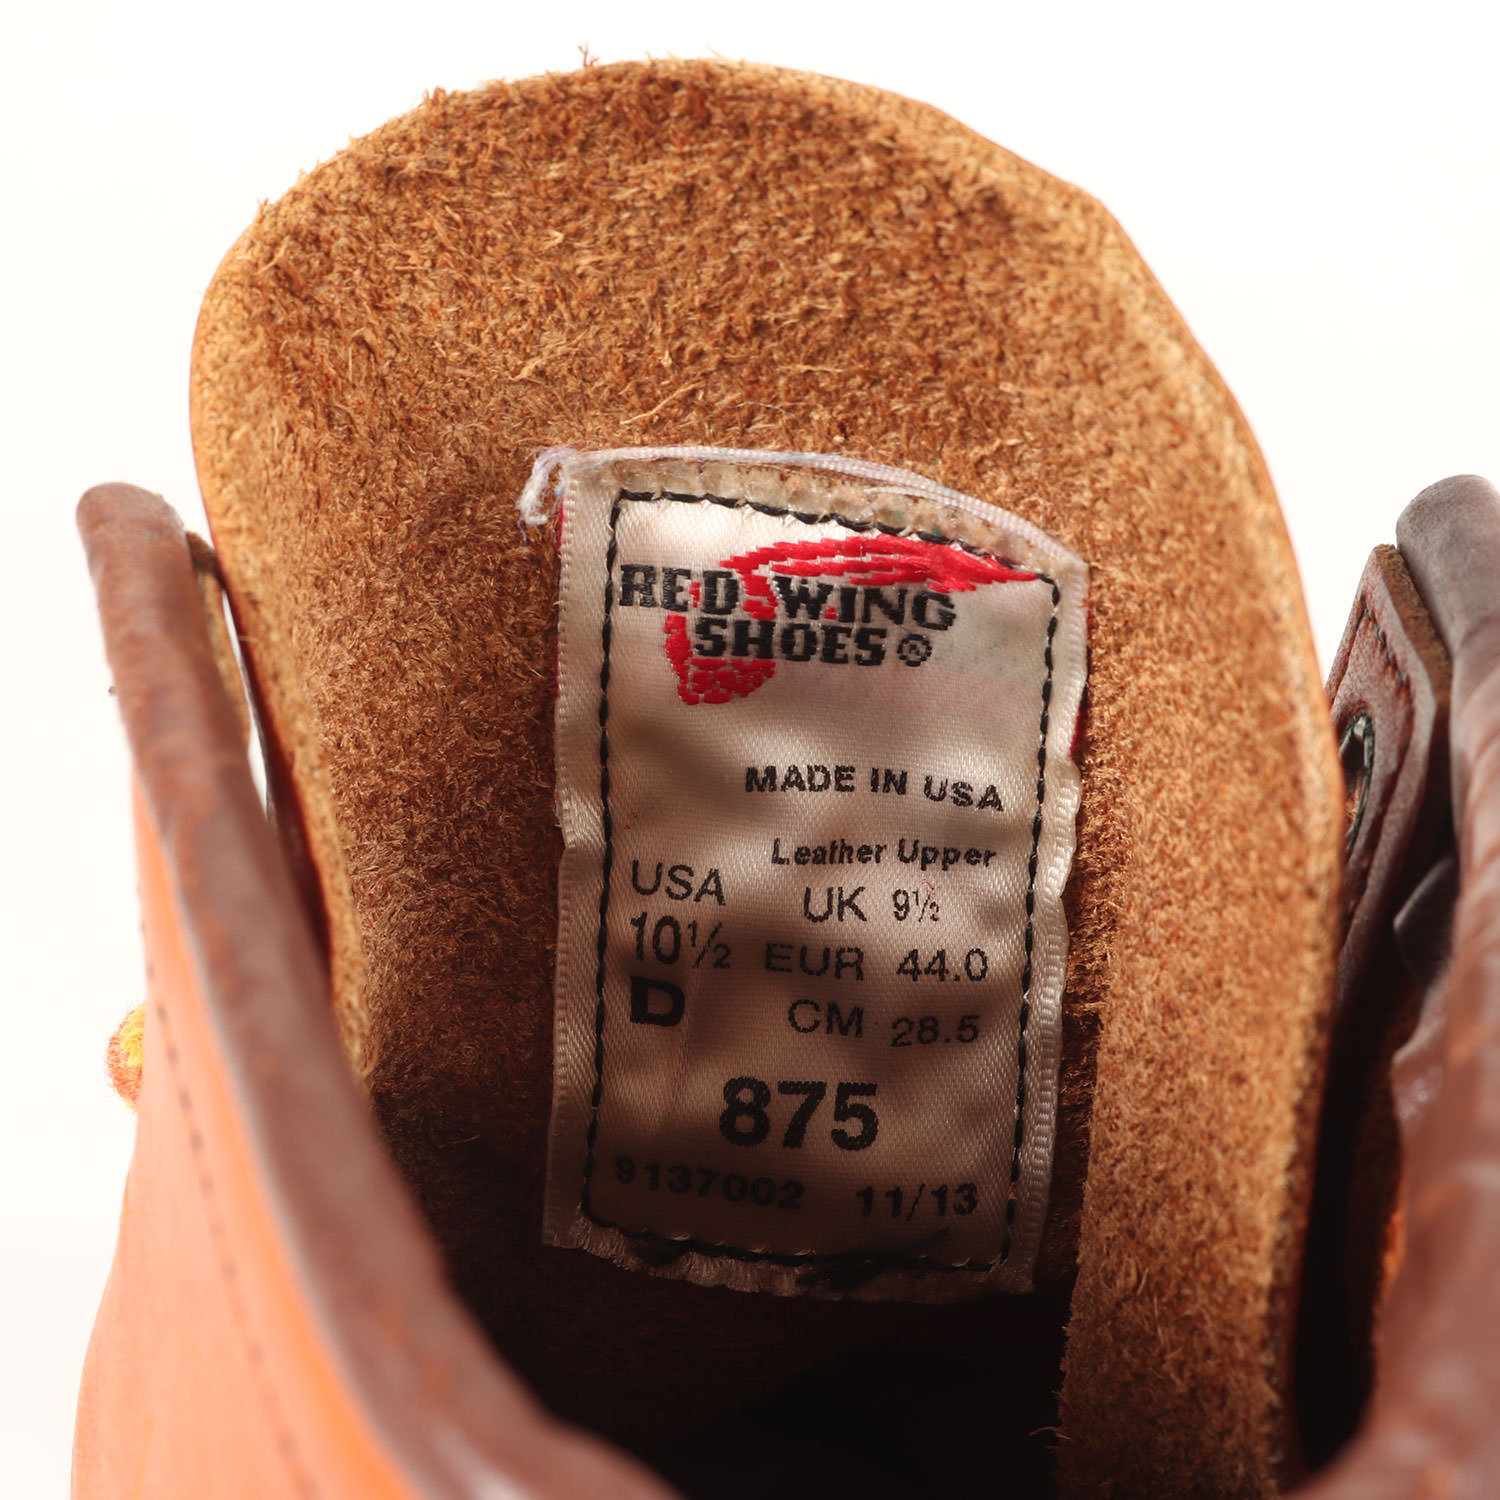 RED WING
SHOES®
MADE IN USA
Leather Upper
USA UK 9½
10½ EUR 44.0
D CM 28.5
875
9137002 11/13